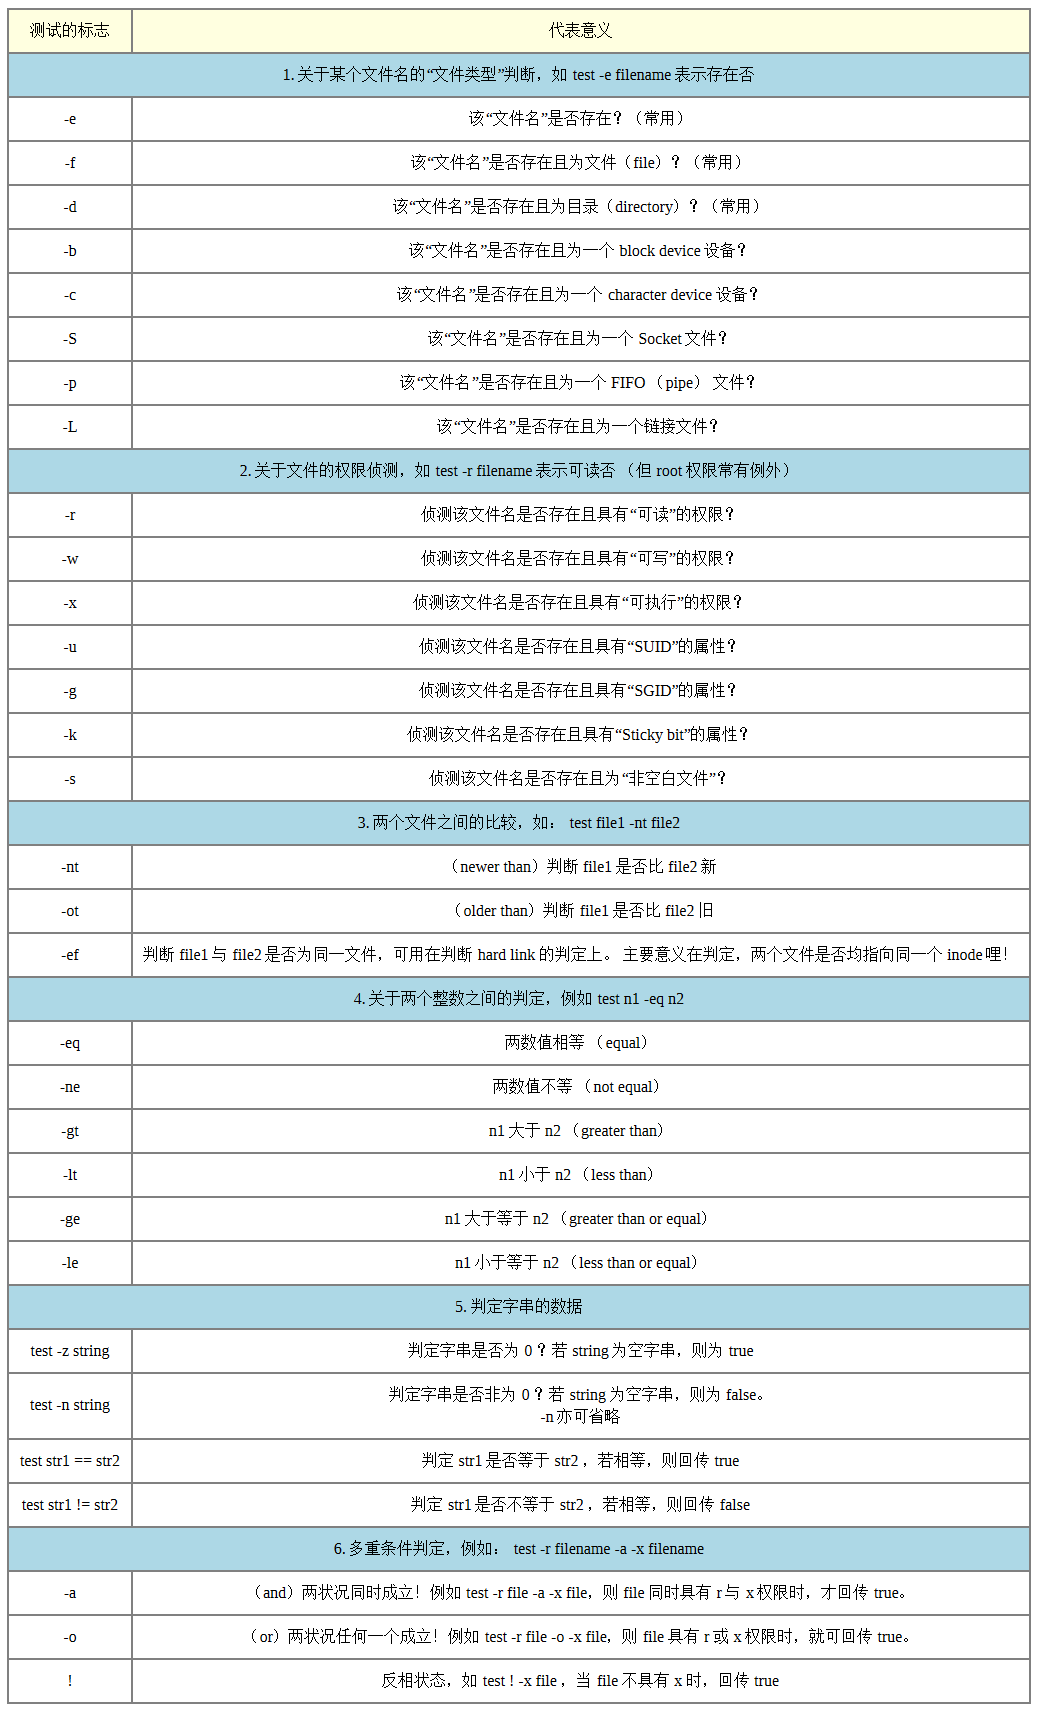 测试的标志 代表意义
1. 关于某个文件名的“文件类型”判断，如 test -e filename 表示存在否
-e 该“文件名”是否存在？（常用）
-f 该“文件名”是否存在且为文件（file）？（常用）
-d 该“文件名”是否存在且为目录（directory）？（常用）
-b 该“文件名”是否存在且为一个 block device 设备？
-c 该“文件名”是否存在且为一个 character device 设备？
-S 该“文件名”是否存在且为一个 Socket 文件？
-p 该“文件名”是否存在且为一个 FIFO （pipe） 文件？
-L 该“文件名”是否存在且为一个链接文件？
2. 关于文件的权限侦测，如 test -r filename 表示可读否 （但 root 权限常有例外）
-r 侦测该文件名是否存在且具有“可读”的权限？
-w 侦测该文件名是否存在且具有“可写”的权限？
-x 侦测该文件名是否存在且具有“可执行”的权限？
-u 侦测该文件名是否存在且具有“SUID”的属性？
-g 侦测该文件名是否存在且具有“SGID”的属性？
-k 侦测该文件名是否存在且具有“Sticky bit”的属性？
-s 侦测该文件名是否存在且为“非空白文件”？
3. 两个文件之间的比较，如： test file1 -nt file2
-nt （newer than）判断 file1 是否比 file2 新
-ot （older than）判断 file1 是否比 file2 旧
-ef 判断 file1 与 file2 是否为同一文件，可用在判断 hard link 的判定上。 主要意义在判定，两个文件是否均指向同一个 inode 哩！
4. 关于两个整数之间的判定，例如 test n1 -eq n2
-eq 两数值相等 （equal）
-ne 两数值不等 （not equal）
-gt n1 大于 n2 （greater than）
-lt n1 小于 n2 （less than）
-ge n1 大于等于 n2 （greater than or equal）
-le n1 小于等于 n2 （less than or equal）
5. 判定字串的数据
test -z string 判定字串是否为 0 ？若 string 为空字串，则为 true
test -n string 判定字串是否非为 0 ？若 string 为空字串，则为 false。
-n 亦可省略
test str1 == str2 判定 str1 是否等于 str2 ，若相等，则回传 true
test str1 != str2 判定 str1 是否不等于 str2 ，若相等，则回传 false
6. 多重条件判定，例如： test -r filename -a -x filename
-a （and）两状况同时成立！例如 test -r file -a -x file，则 file 同时具有 r 与 x 权限时，才回传 true。
-o （or）两状况任何一个成立！例如 test -r file -o -x file，则 file 具有 r 或 x 权限时，就可回传 true。
! 反相状态，如 test ! -x file ，当 file 不具有 x 时，回传 true